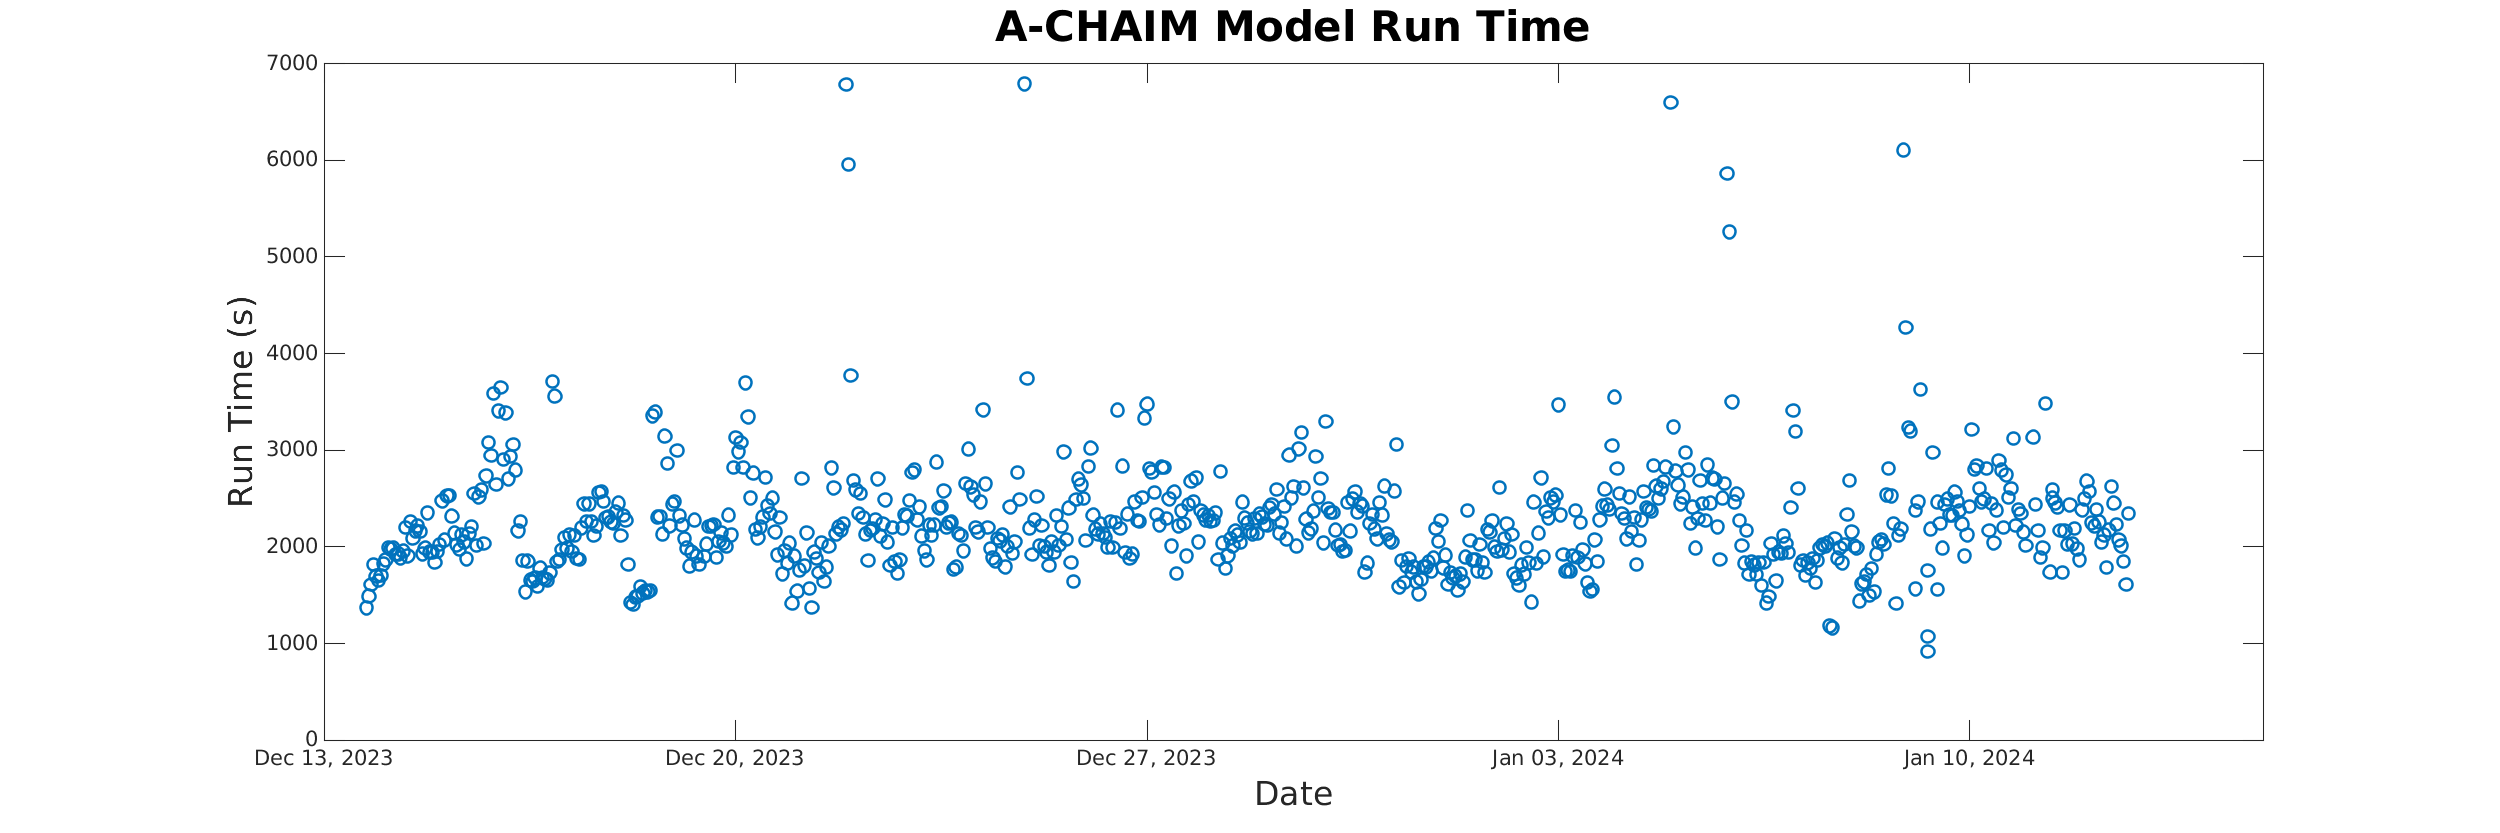 A-CHAIM Model Run Time
7000
6000
5000
4000
3000
2000
1000
0
Run Time (s)
Dec 13, 2023
Dec 20, 2023
Dec 27, 2023
Jan 03, 2024
Jan 10, 2024
Date